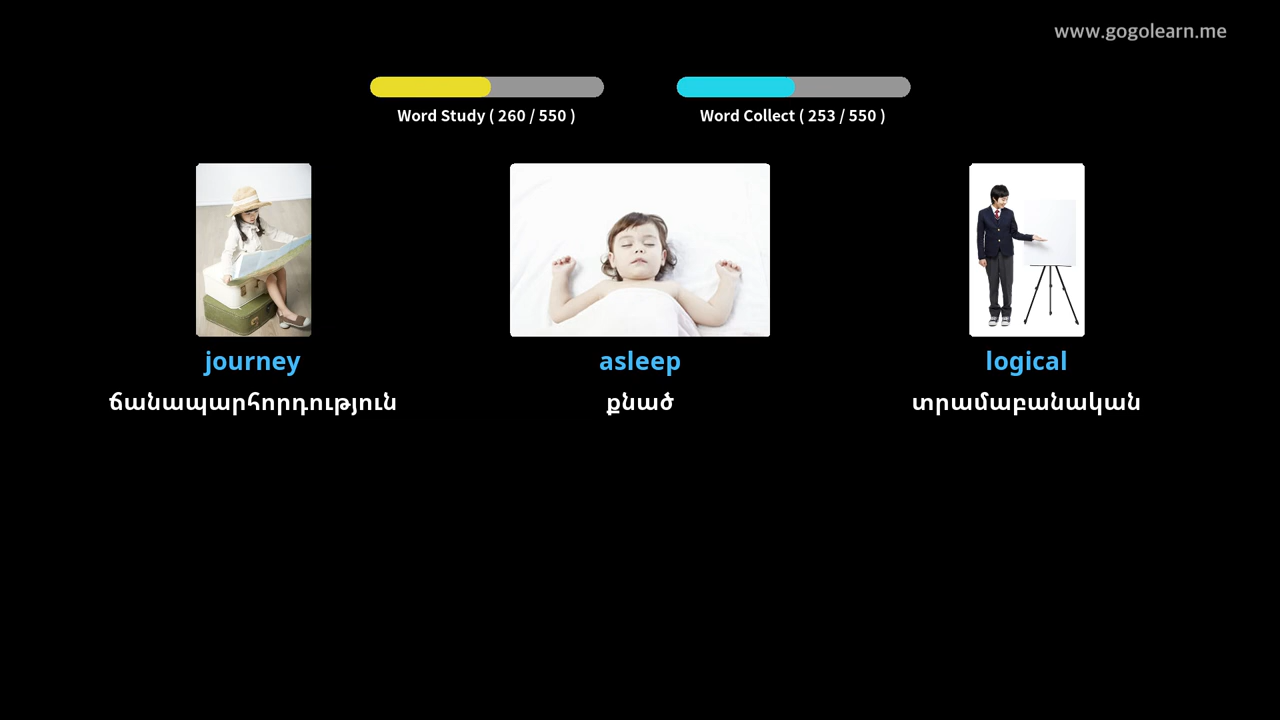 www.gogolearn.me
Word Study ( 260 / 550 )
Word Collect ( 253 / 550 )
journey
asleep
logical
ճանապարհորդություն
քնած
տրամաբանական